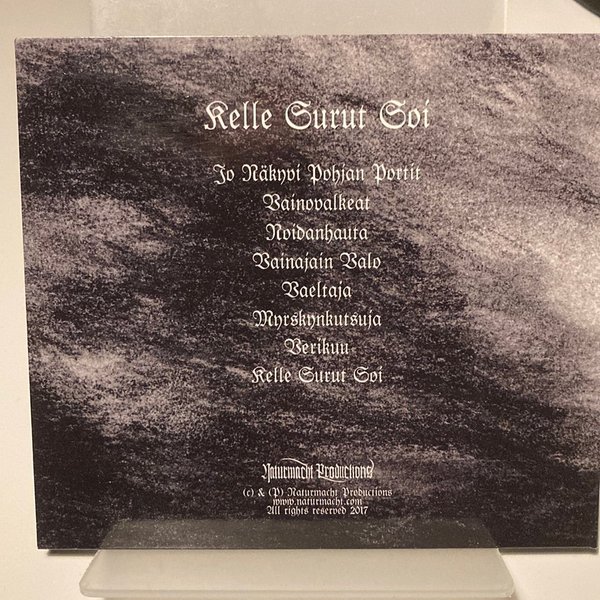 Kelle Surut Soi
Jo Näkyvi Pohjan Portit
Vainovalkeat
Noidanhauta
Vainajain Valo
Vaeltaja
Myrskynkutsuja
Verikuu
Kelle Surut Soi
Naturmacht Productions
(c) & (P) Naturmacht Productions
www.naturmacht.com
All rights reserved 2017